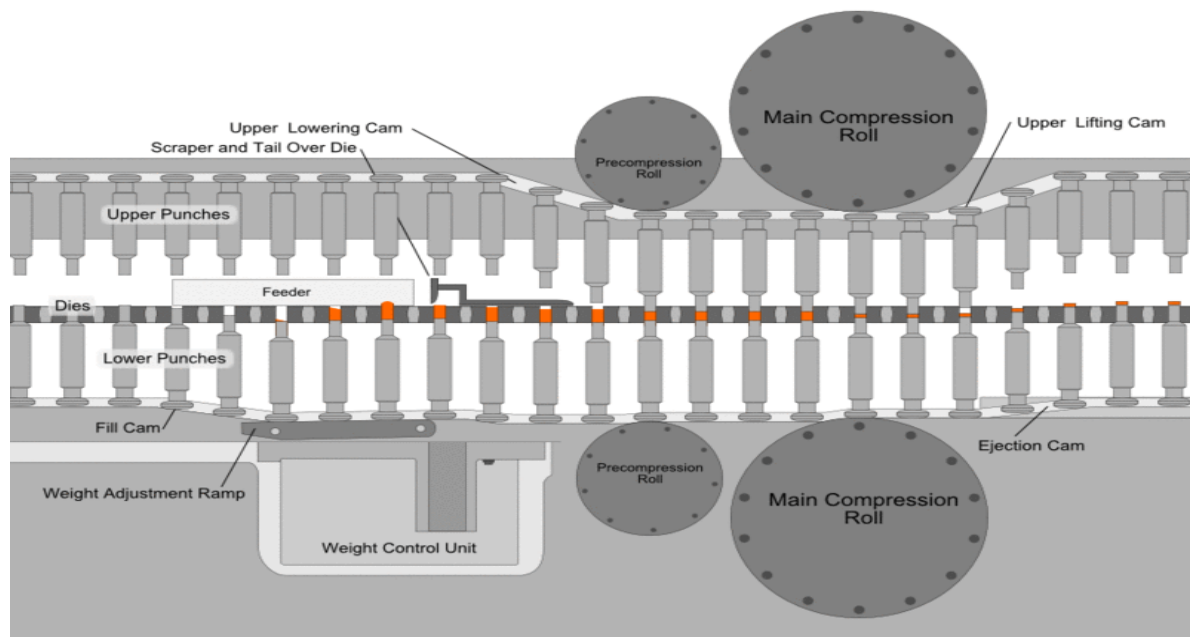 Main Compression
Roll
Upper Lowering Cam
Scraper and Tail Over Die
Upper Lifting Cam
Precompression
Roll
Upper Punches
Feeder
Dies
Lower Punches
Fill Cam
Ejection Cam
Precompression
Roll
Weight Adjustment Ramp
Main Compression
Roll
Weight Control Unit